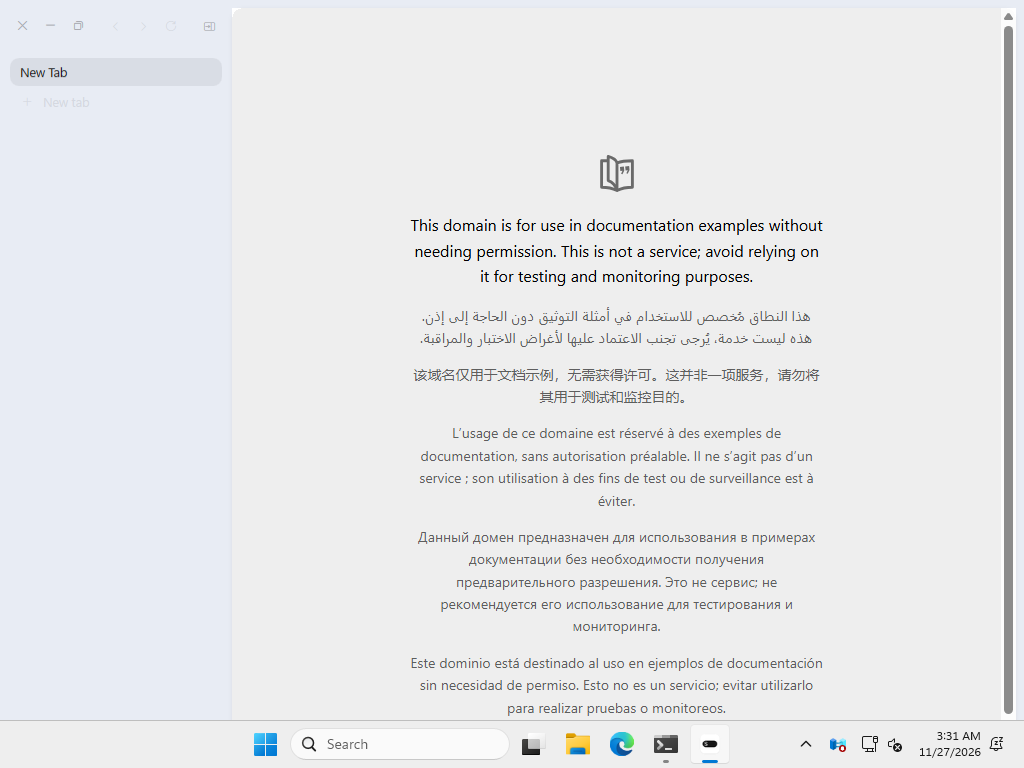 New Tab
New tab
This domain is for use in documentation examples without
needing permission. This is not a service; avoid relying on
it for testing and monitoring purposes.
هذا النطاق مُخصص للاستخدام في أمثلة التوثيق دون الحاجة إلى إذن.
هذه ليست خدمة، يُرجى تجنب الاعتماد عليها لأغراض الاختبار والمراقبة.
该域名仅用于文档示例，无需获得许可。这并非一项服务，请勿将
其用于测试和监控目的。
L’usage de ce domaine est réservé à des exemples de
documentation, sans autorisation préalable. Il ne s’agit pas d’un
service ; son utilisation à des fins de test ou de surveillance est à
éviter.
Данный домен предназначен для использования в примерах
документации без необходимости получения
предварительного разрешения. Это не сервис; не
рекомендуется его использование для тестирования и
мониторинга.
Este dominio está destinado al uso en ejemplos de documentación
sin necesidad de permiso. Esto no es un servicio; evitar utilizarlo
para realizar pruebas o monitoreos.
Search
3:31 AM
11/27/2026